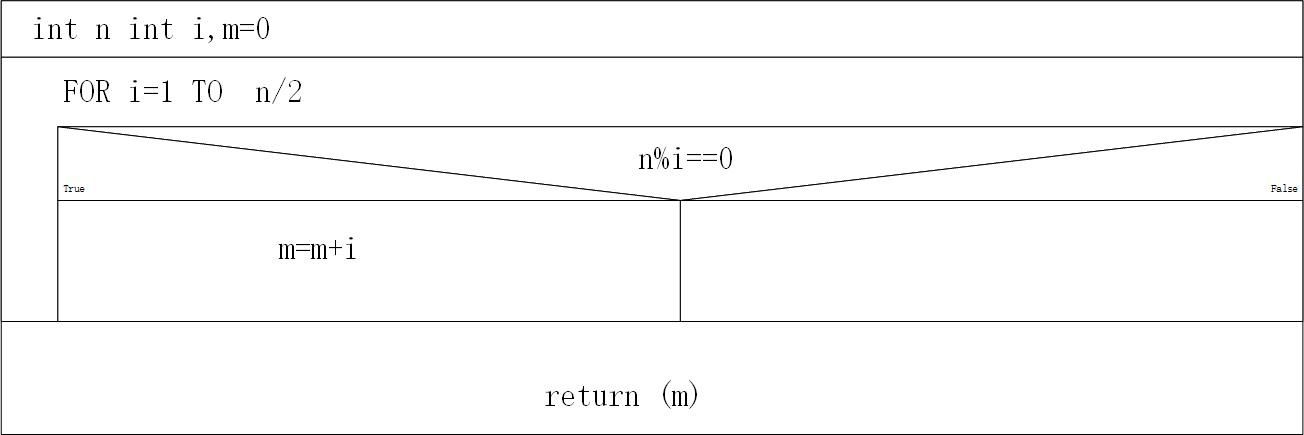 int n int i,m=0
FOR i=1 TO  n/2
n%i==0
True
False
m=m+i
return (m)